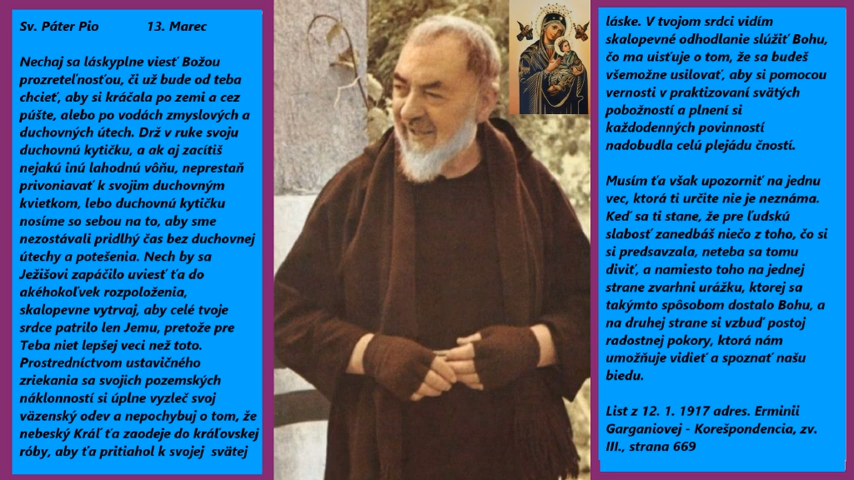 Sv. Páter Pio 13. Marec
Nechaj sa láskyplne viesť Božou
prozreteľnosťou, či už bude od teba
chcieť, aby si kráčala po zemi a cez
púšte, alebo po vodách zmyslových a
duchovných útech. Drž v ruke svoju
duchovnú kytičku, a ak aj zacítiš
nejakú inú lahodnú vôňu, neprestaň
privoniavať k svojim duchovným
kvietkom, lebo duchovnú kytičku
nosíme so sebou na to, aby sme
nezostávali pridlhý čas bez duchovnej
útechy a potešenia. Nech by sa
Ježišovi zapáčilo uviesť ťa do
akéhokoľvek rozpoloženia,
skalopevne vytrvaj, aby celé tvoje
srdce patrilo len Jemu, pretože pre
Teba niet lepšej veci než toto.
Prostredníctvom ustavičného
zriekania sa svojich pozemských
náklonností si úplne vyzleč svoj
väzenský odev a nepochybuj o tom, že
nebeský Kráľ ťa zaodeje do kráľovskej
róby, aby ťa pritiahol k svojej svätej
láske. V tvojom srdci vidím
skalopevné odhodlanie slúžiť Bohu,
čo ma uisťuje o tom, že sa budeš
všemožne usilovať, aby si pomocou
vernosti v praktizovaní svätých
pobožností a plnení si
každodenných povinností
nadobudla celú plejádu čností.
Musím ťa však upozorniť na jednu
vec, ktorá ti určite nie je neznáma.
Keď sa ti stane, že pre ľudskú
slabosť zanedbáš niečo z toho, čo si
si predsavzala, neteba sa tomu
diviť, a namiesto toho na jednej
strane zvarhni urážku, ktorej sa
takýmto spôsobom dostalo Bohu, a
na druhej strane si vzbuď postoj
radostnej pokory, ktorá nám
umožňuje vidieť a spoznať našu
biedu.
List z 12. 1. 1917 adres. Erminii
Garganiovej - Korešpondencia, zv.
III., strana 669